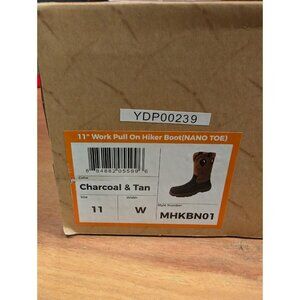 YDP00239
11" Work Pull On Hiker Boot(NANO TOE)
Color
Charcoal & Tan
Size
Width
11
W
Style Number
MHKBN01